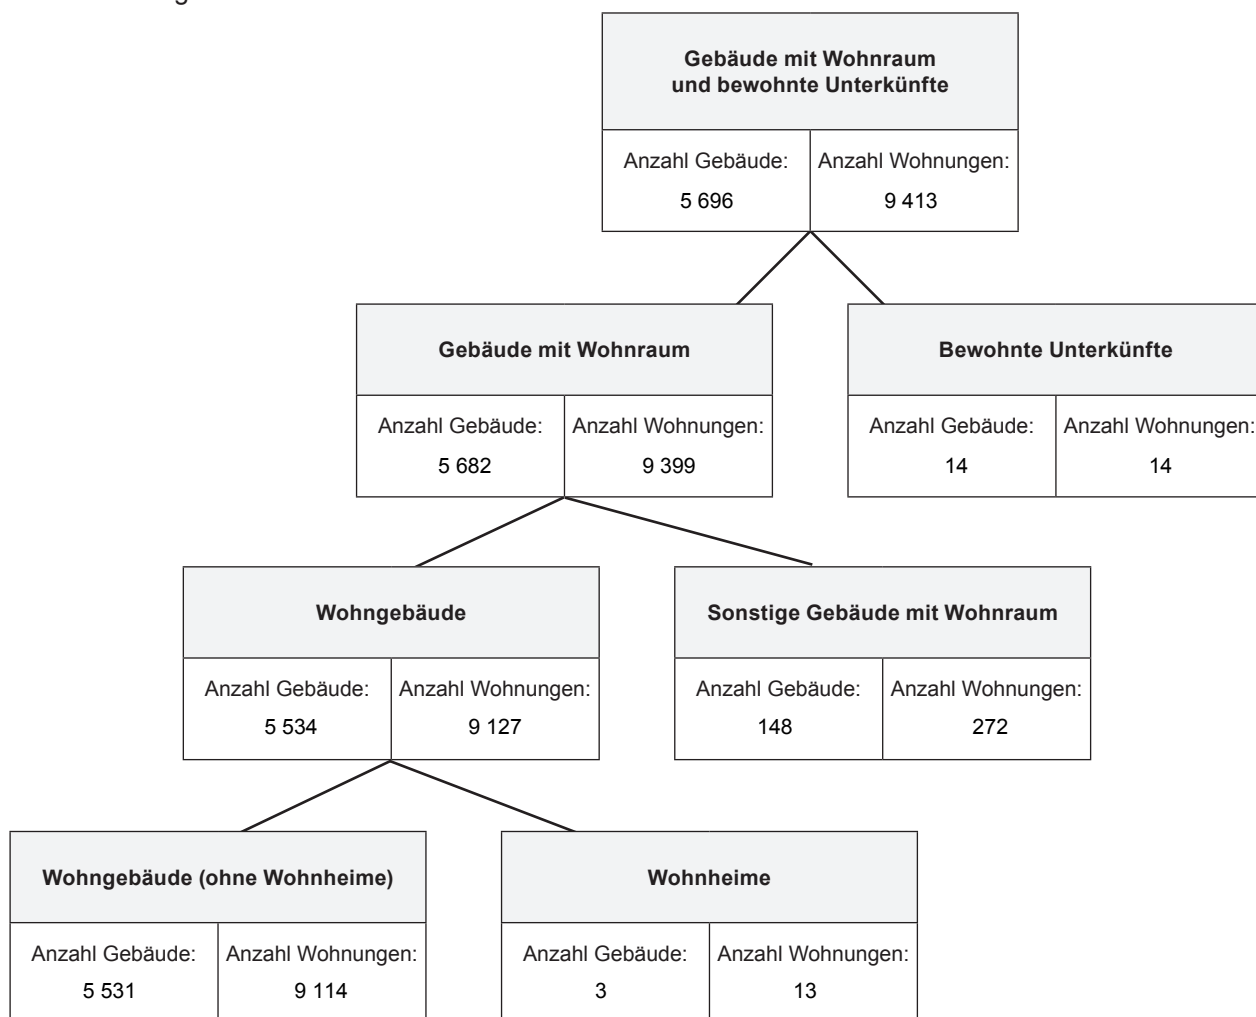 Gebäude mit Wohnraum
und bewohnte Unterkünfte
Anzahl Gebäude: Anzahl Wohnungen:
5 696 9 413
Gebäude mit Wohnraum
Anzahl Gebäude: Anzahl Wohnungen:
5 682 9 399
Bewohnte Unterkünfte
Anzahl Gebäude: Anzahl Wohnungen:
14 14
Wohngebäude
Anzahl Gebäude: Anzahl Wohnungen:
5 534 9 127
Sonstige Gebäude mit Wohnraum
Anzahl Gebäude: Anzahl Wohnungen:
148 272
Wohngebäude (ohne Wohnheime)
Anzahl Gebäude: Anzahl Wohnungen:
5 531 9 114
Wohnheime
Anzahl Gebäude: Anzahl Wohnungen:
3 13